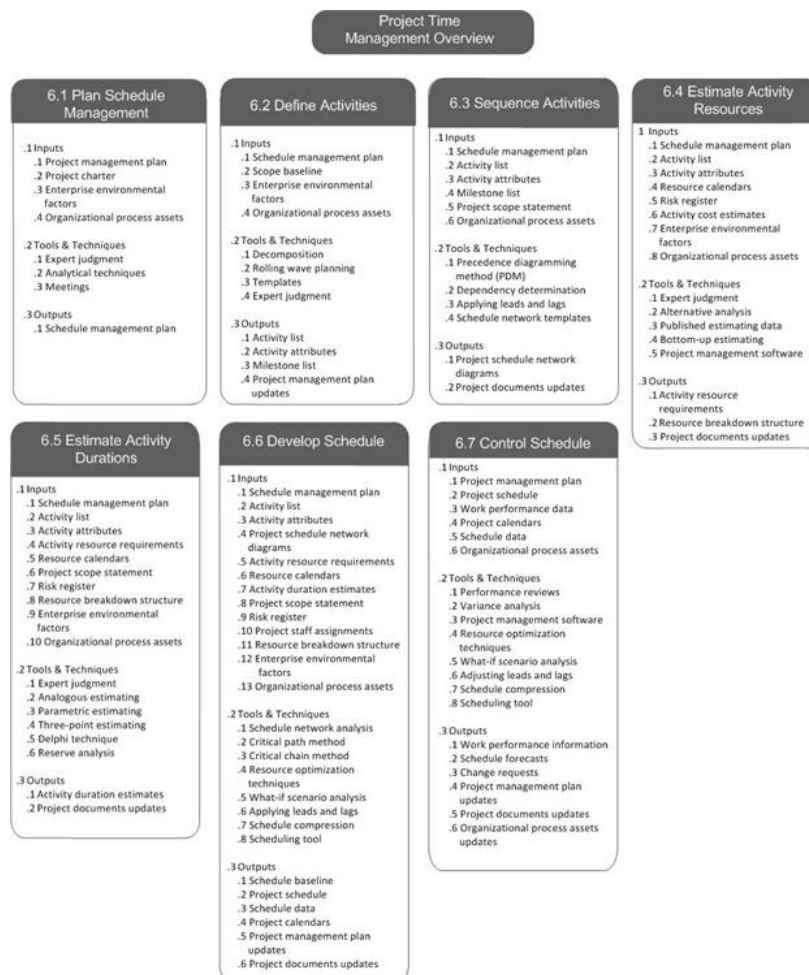 Project Time
Management Overview
6.1 Plan Schedule
Management
.1 Inputs
.1 Project management plan
.2 Project charter
.3 Enterprise environmental
factors
.4 Organizational process assets
.2 Tools & Techniques
.1 Expert judgment
.2 Analytical techniques
.3 Meetings
.3 Outputs
.1 Schedule management plan
6.2 Define Activities
.1 Inputs
.1 Schedule management plan
.2 Scope baseline
.3 Enterprise environmental
factors
.4 Organizational process assets
.2 Tools & Techniques
.1 Decomposition
.2 Rolling wave planning
.3 Templates
.4 Expert judgment
.3 Outputs
.1 Activity list
.2 Activity attributes
.3 Milestone list
.4 Project management plan
updates
6.3 Sequence Activities
.1 Inputs
.1 Schedule management plan
.2 Activity list
.3 Activity attributes
.4 Milestone list
.5 Project scope statement
.6 Organizational process assets
.2 Tools & Techniques
.1 Precedence diagramming
method (PDM)
.2 Dependency determination
.3 Applying leads and lags
.4 Schedule network templates
.3 Outputs
.1 Project schedule network
diagrams
.2 Project documents updates
6.4 Estimate Activity
Resources
1 Inputs
.1 Schedule management plan
.2 Activity list
.3 Activity attributes
.4 Resource calendars
.5 Risk register
.6 Activity cost estimates
.7 Enterprise environmental
factors
.8 Organizational process assets
.2 Tools & Techniques
.1 Expert judgment
.2 Alternative analysis
.3 Published estimating data
.4 Bottom-up estimating
.5 Project management software
.3 Outputs
.1 Activity resource
requirements
.2 Resource breakdown structure
.3 Project documents updates
6.5 Estimate Activity
Durations
.1 Inputs
.1 Schedule management plan
.2 Activity list
.3 Activity attributes
.4 Activity resource requirements
.5 Resource calendars
.6 Project scope statement
.7 Risk register
.8 Resource breakdown structure
.9 Enterprise environmental
factors
.10 Organizational process assets
.2 Tools & Techniques
.1 Expert judgment
.2 Analogous estimating
.3 Parametric estimating
.4 Three-point estimating
.5 Delphi technique
.6 Reserve analysis
.3 Outputs
.1 Activity duration estimates
.2 Project documents updates
6.6 Develop Schedule
.1 Inputs
.1 Schedule management plan
.2 Activity list
.3 Activity attributes
.4 Project schedule network
diagrams
.5 Activity resource requirements
.6 Resource calendars
.7 Activity duration estimates
.8 Project scope statement
.9 Risk register
.10 Project staff assignments
.11 Resource breakdown structure
.12 Enterprise environmental
factors
.13 Organizational process assets
.2 Tools & Techniques
.1 Schedule network analysis
.2 Critical path method
.3 Critical chain method
.4 Resource optimization
techniques
.5 What-if scenario analysis
.6 Applying leads and lags
.7 Schedule compression
.8 Scheduling tool
.3 Outputs
.1 Schedule baseline
.2 Project schedule
.3 Schedule data
.4 Project calendars
.5 Project management plan
updates
.6 Project documents updates
6.7 Control Schedule
.1 Inputs
.1 Project management plan
.2 Project schedule
.3 Work performance data
.4 Project calendars
.5 Schedule data
.6 Organizational process assets
.2 Tools & Techniques
.1 Performance reviews
.2 Variance analysis
.3 Project management software
.4 Resource optimization
techniques
.5 What-if scenario analysis
.6 Adjusting leads and lags
.7 Schedule compression
.8 Scheduling tool
.3 Outputs
.1 Work performance information
.2 Schedule forecasts
.3 Change requests
.4 Project management plan
updates
.5 Project documents updates
.6 Organizational process assets
updates